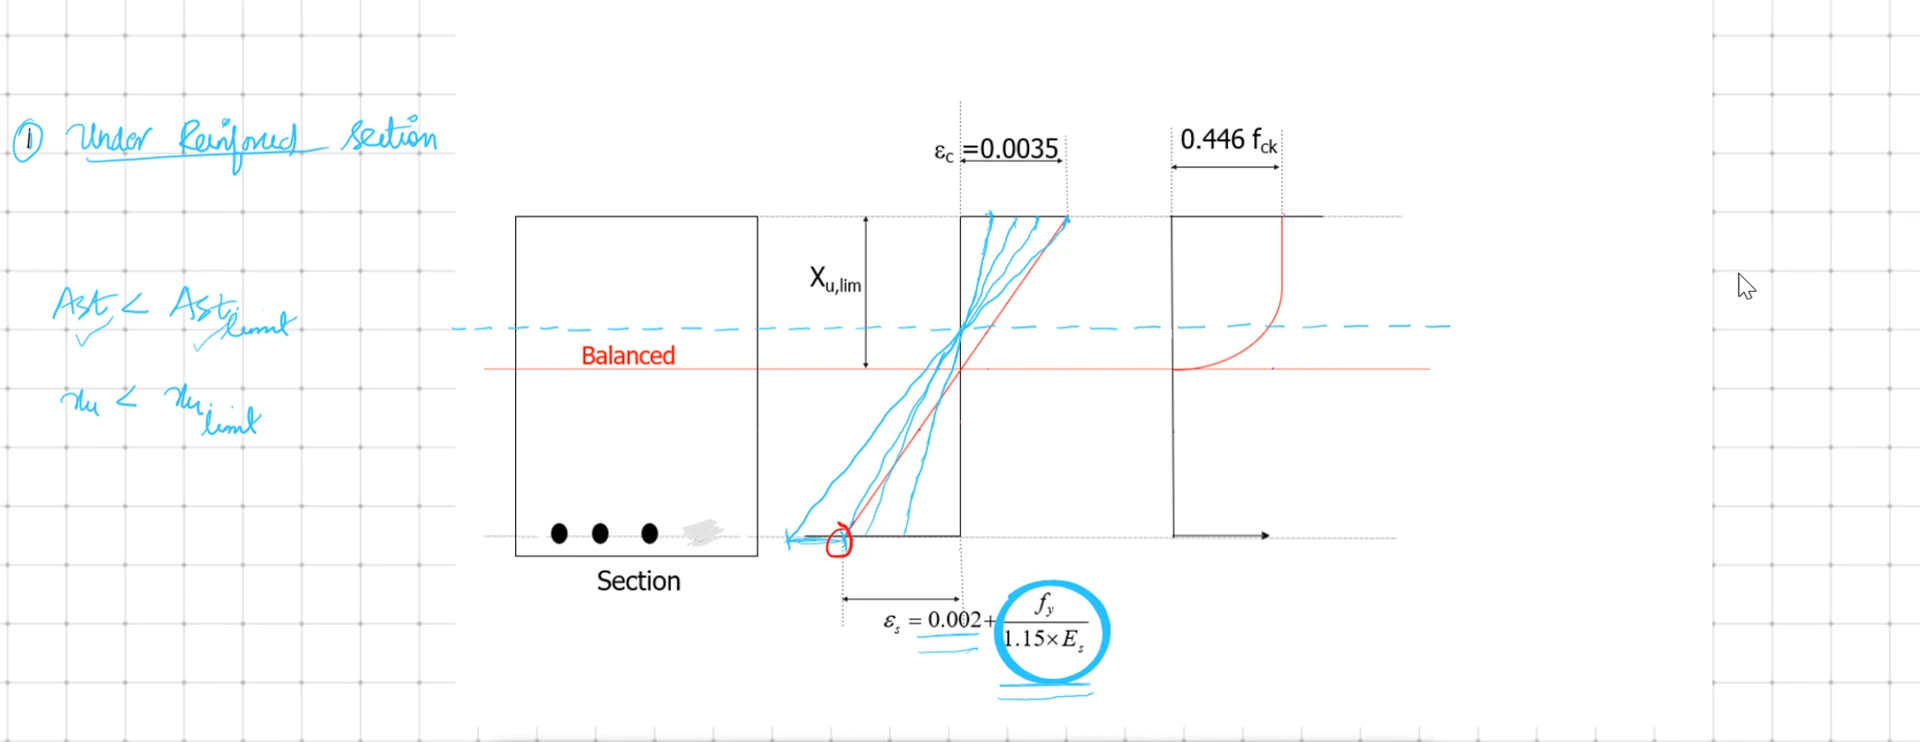 ① Under Reinforced Section
Ast < Ast,limit
xu < xu,limit
εc =0.0035
0.446 fck
Xu,lim
Balanced
Section
εs = 0.002+ fy
1.15×Es